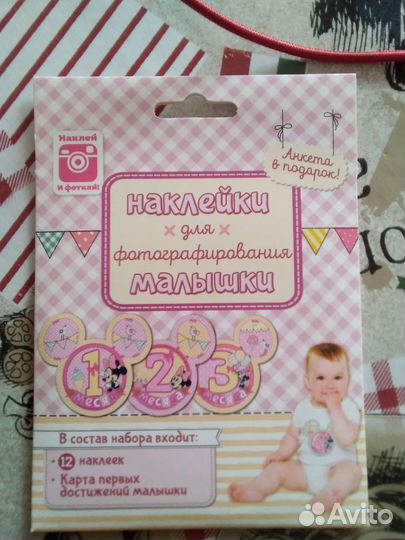 Наклей
и фоткай!
Анкета
в подарок!
Наклейки
для
фотографирования
малышки
1 2 3
месяц месяца месяца
В состав набора входит:
• 12 наклеек
• Карта первых
достижений малышки
Avito